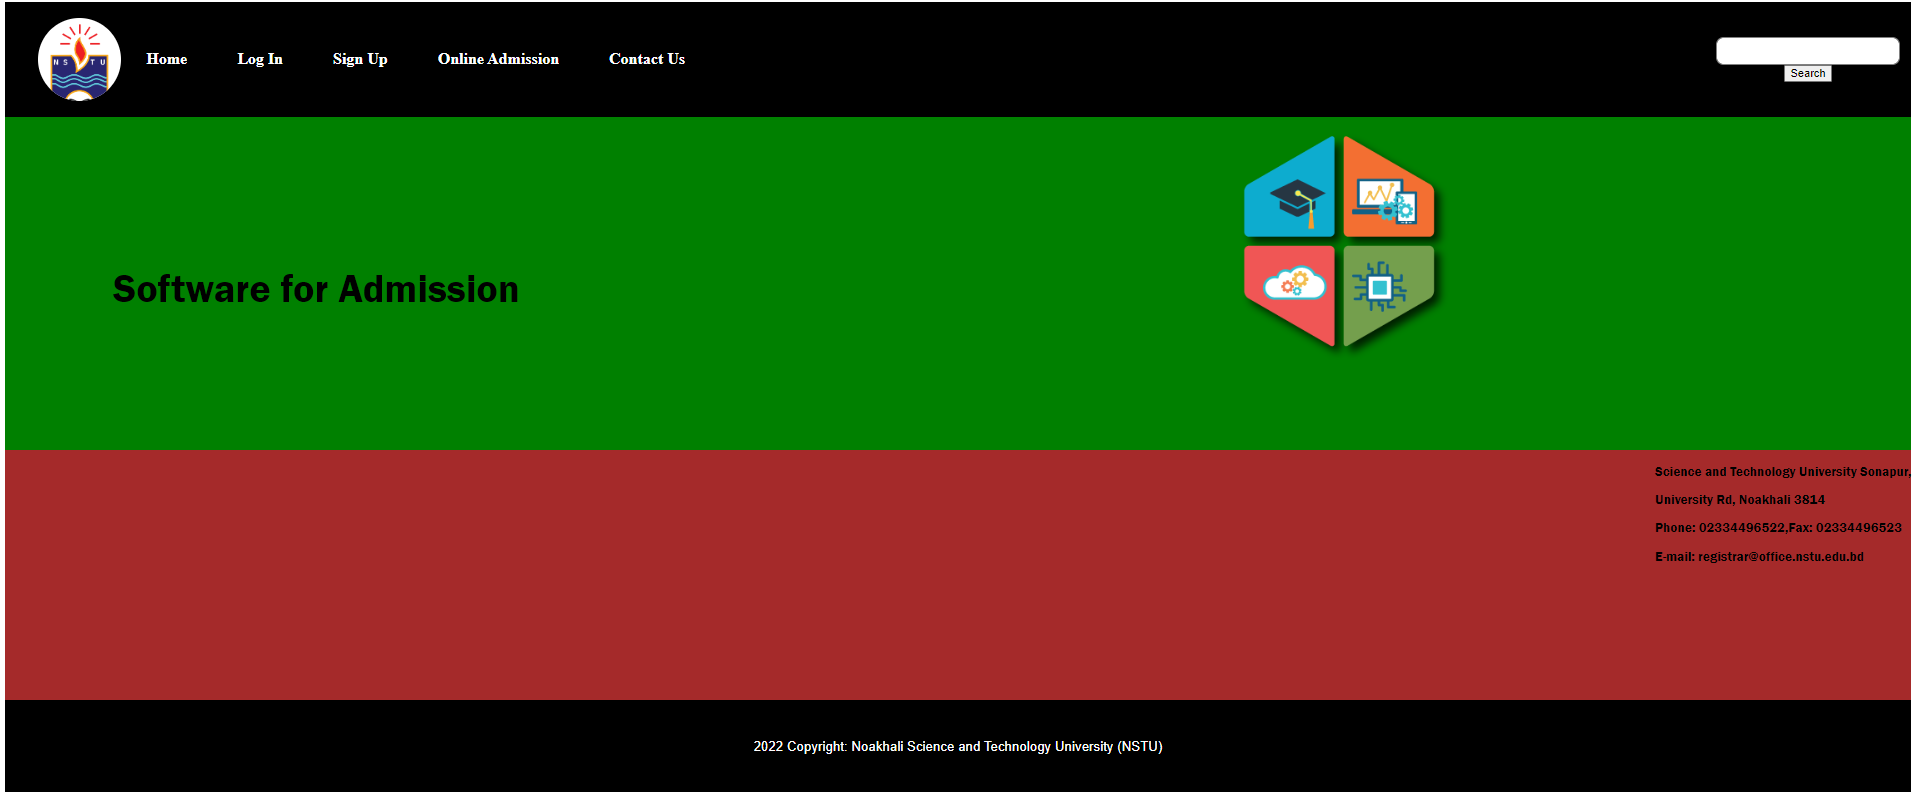 N S T U
Home Log In Sign Up Online Admission Contact Us
Search
Software for Admission
Science and Technology University Sonapur,
University Rd, Noakhali 3814
Phone: 02334496522,Fax: 02334496523
E-mail: registrar@office.nstu.edu.bd
2022 Copyright: Noakhali Science and Technology University (NSTU)